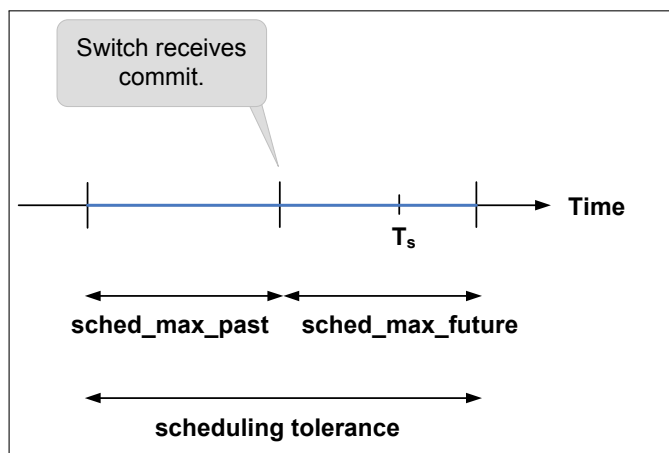 Switch receives
commit.
Time
Ts
sched_max_past sched_max_future
scheduling tolerance